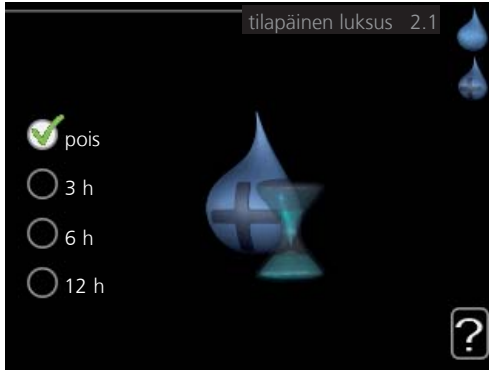 tilapäinen luksus 2.1
pois
3 h
6 h
12 h
?